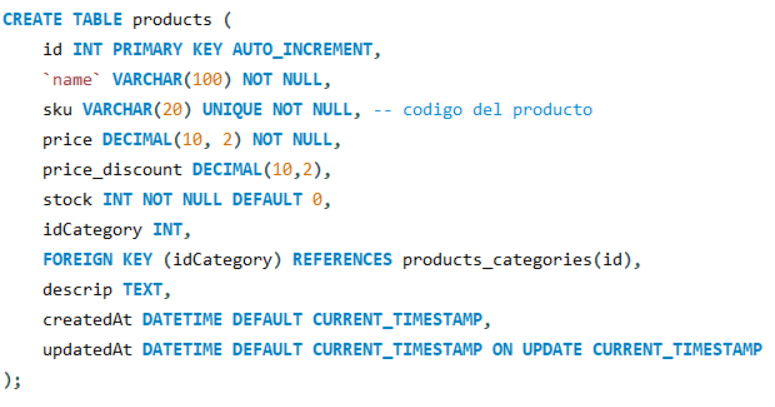 CREATE TABLE products (
    id INT PRIMARY KEY AUTO_INCREMENT,
    `name` VARCHAR(100) NOT NULL,
    sku VARCHAR(20) UNIQUE NOT NULL, -- codigo del producto
    price DECIMAL(10, 2) NOT NULL,
    price_discount DECIMAL(10,2),
    stock INT NOT NULL DEFAULT 0,
    idCategory INT,
    FOREIGN KEY (idCategory) REFERENCES products_categories(id),
    descrip TEXT,
    createdAt DATETIME DEFAULT CURRENT_TIMESTAMP,
    updatedAt DATETIME DEFAULT CURRENT_TIMESTAMP ON UPDATE CURRENT_TIMESTAMP
);